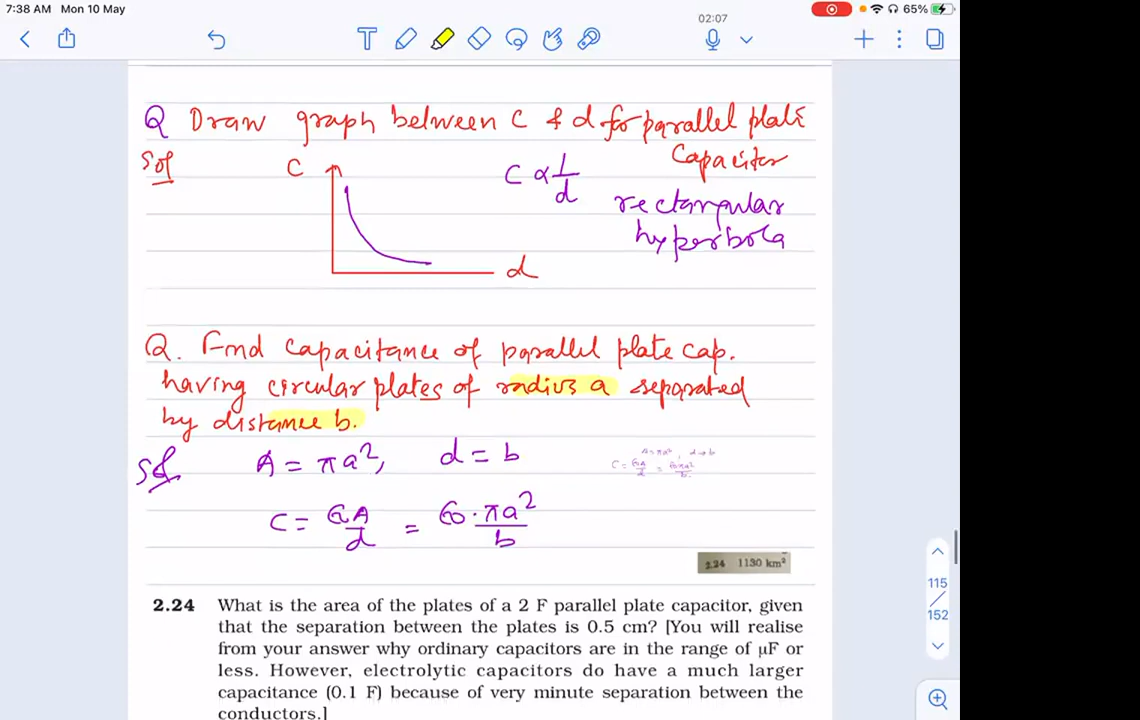 7:38 AM Mon 10 May
65%
02:07
Q Draw graph between C & d for parallel plate
Capacitor
Sol
C
C ∝ 1/d
rectangular
hyperbola
d
Q. Find capacitance of parallel plate cap.
having circular plates of radius a separated
by distance b.
Sol
A = πa², d = b
A = πa², d → b
C = ε₀A/d = ε₀πa²/b
C = ε₀A/d = ε₀·πa²/b
2.24 1130 km²
115
/
152
2.24 What is the area of the plates of a 2 F parallel plate capacitor, given
that the separation between the plates is 0.5 cm? [You will realise
from your answer why ordinary capacitors are in the range of µF or
less. However, electrolytic capacitors do have a much larger
capacitance (0.1 F) because of very minute separation between the
conductors.]